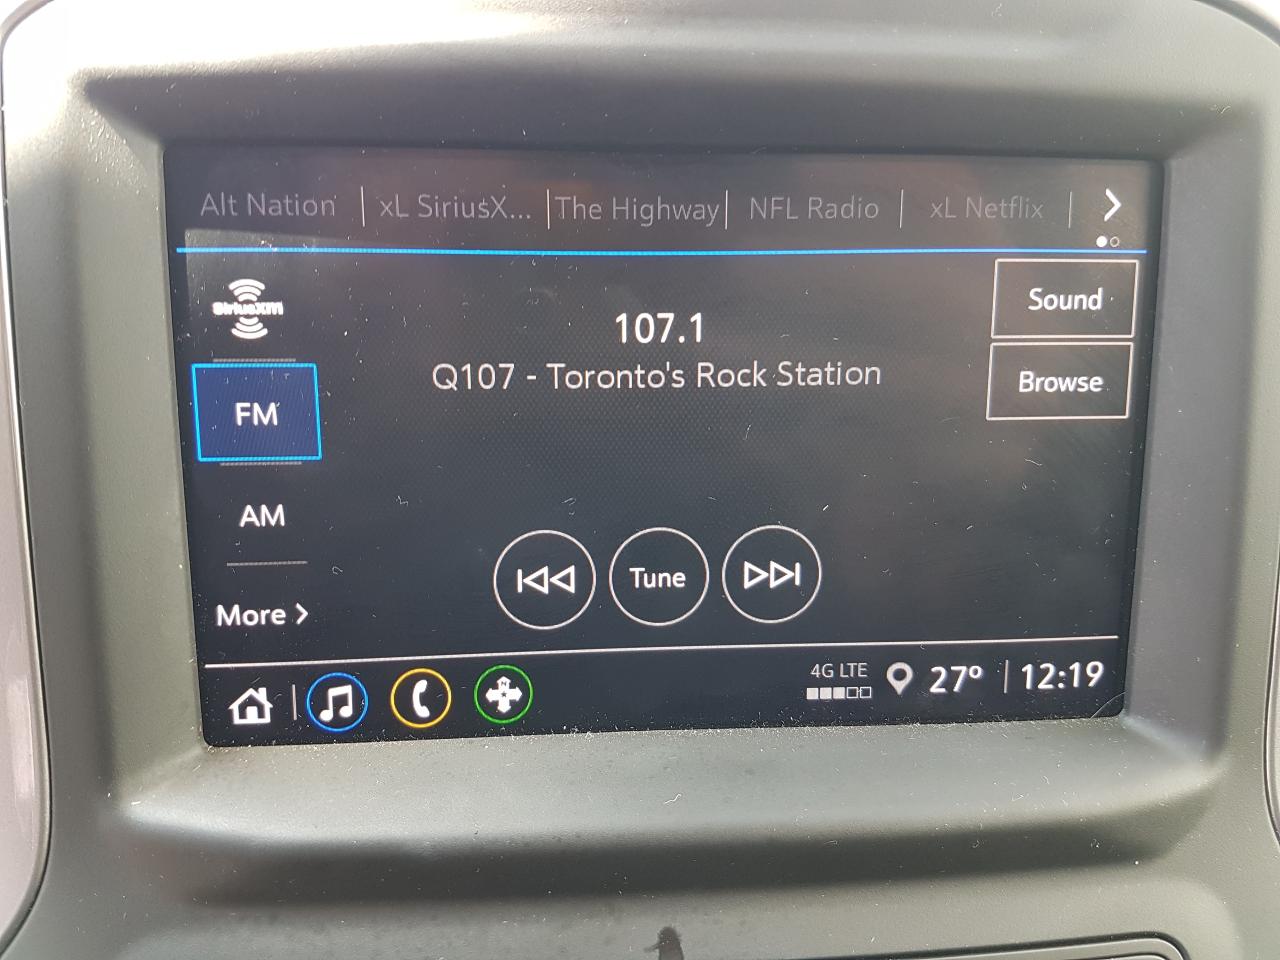 Alt Nation xL SiriusX... The Highway NFL Radio xL Netflix
SiriusXM
Sound
107.1
Q107 - Toronto's Rock Station
Browse
FM
AM
Tune
More
4G LTE
27° 12:19
N